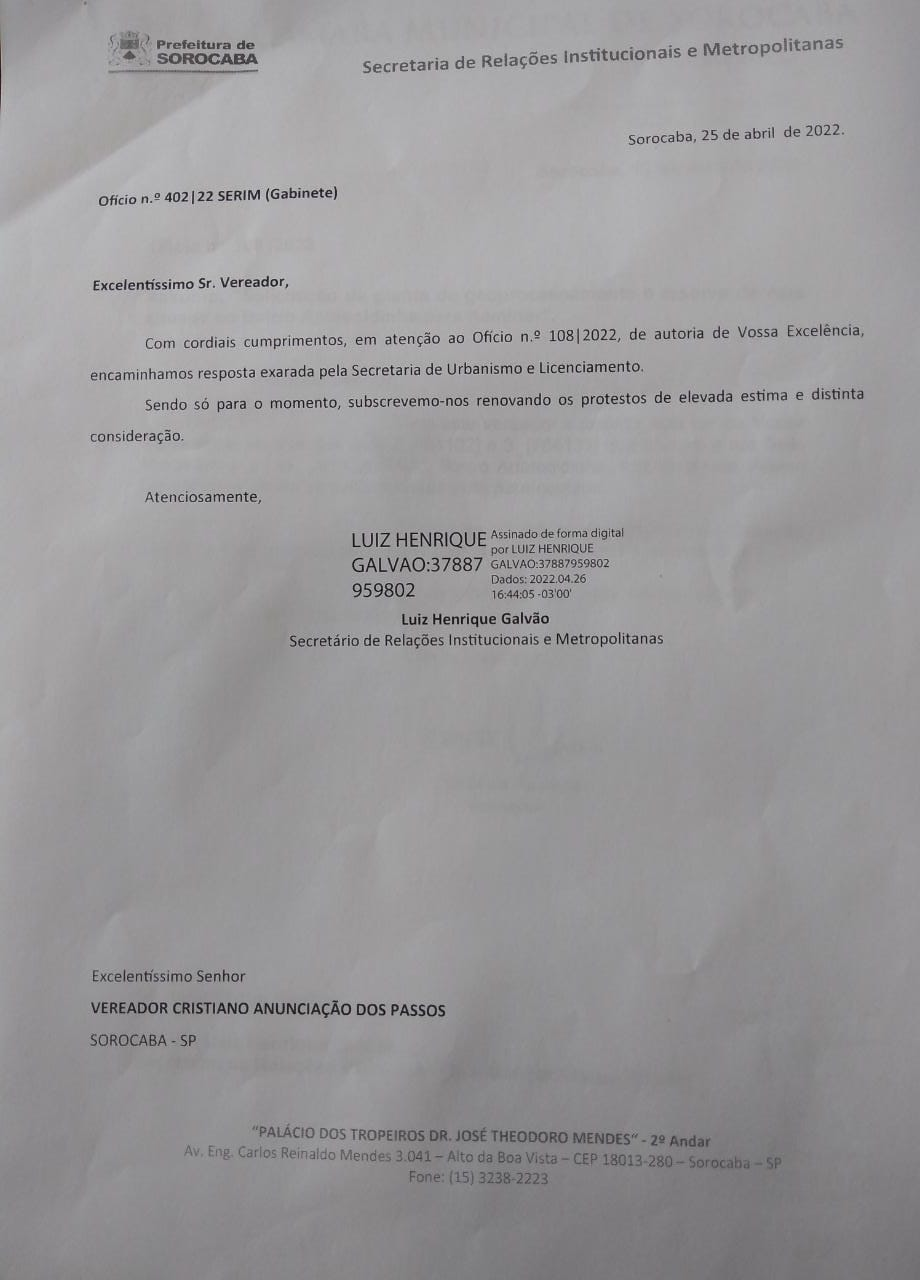 Prefeitura de
SOROCABA
Secretaria de Relações Institucionais e Metropolitanas
Sorocaba, 25 de abril de 2022.
Ofício n.º 402|22 SERIM (Gabinete)
Excelentíssimo Sr. Vereador,
Com cordiais cumprimentos, em atenção ao Ofício n.º 108|2022, de autoria de Vossa Excelência,
encaminhamos resposta exarada pela Secretaria de Urbanismo e Licenciamento.
Sendo só para o momento, subscrevemo-nos renovando os protestos de elevada estima e distinta
consideração.
Atenciosamente,
LUIZ HENRIQUE
GALVAO:37887
959802
Assinado de forma digital
por LUIZ HENRIQUE
GALVAO:37887959802
Dados: 2022.04.26
16:44:05 -03'00'
Luiz Henrique Galvão
Secretário de Relações Institucionais e Metropolitanas
Excelentíssimo Senhor
VEREADOR CRISTIANO ANUNCIAÇÃO DOS PASSOS
SOROCABA - SP
“PALÁCIO DOS TROPEIROS DR. JOSÉ THEODORO MENDES“ - 2º Andar
Av. Eng. Carlos Reinaldo Mendes 3.041 – Alto da Boa Vista – CEP 18013-280 – Sorocaba – SP
Fone: (15) 3238-2223